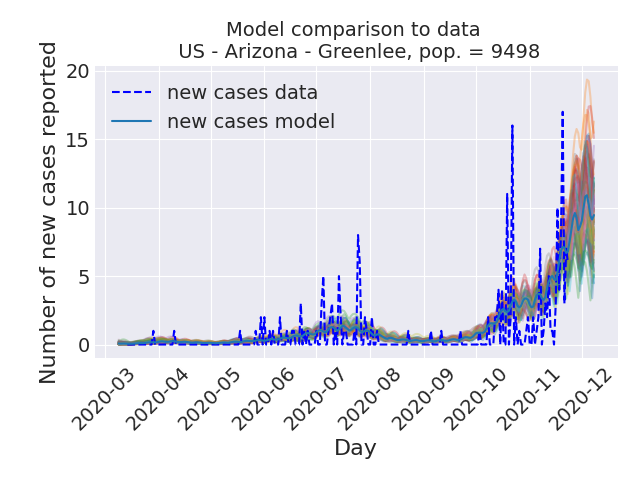 Model comparison to data
US - Arizona - Greenlee, pop. = 9498
Number of new cases reported
20
15
10
5
0
new cases data
new cases model
2020-03
2020-04
2020-05
2020-06
2020-07
2020-08
2020-09
2020-10
2020-11
2020-12
Day